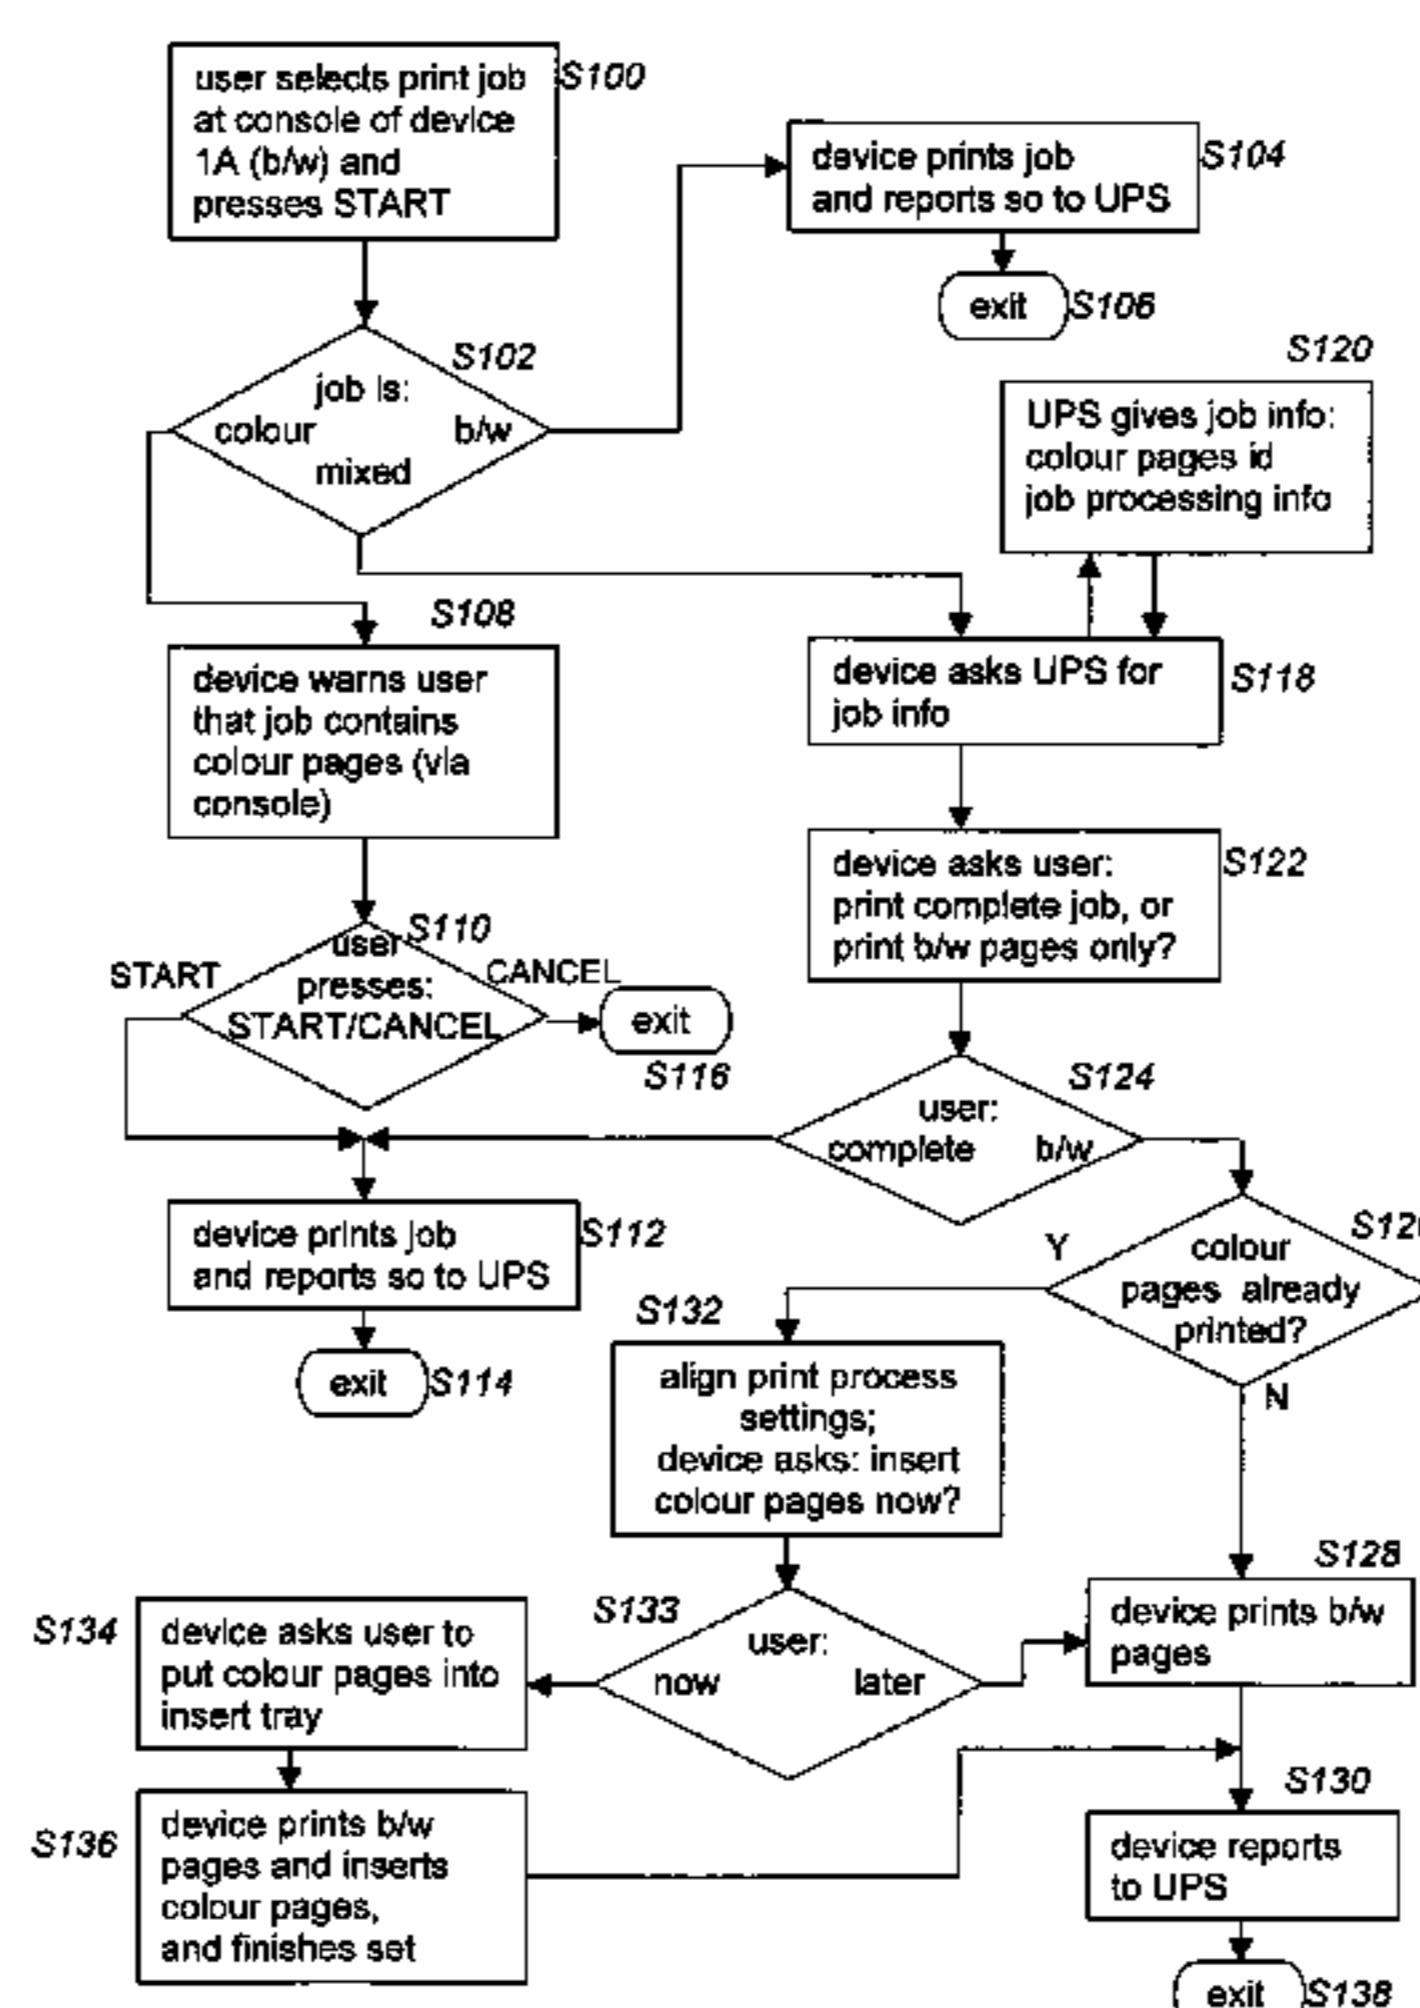 user selects print job
at console of device
1A (b/w) and
presses START
S100
device prints job
and reports so to UPS
S104
exit
S106
S102
job is:
colour b/w
mixed
S120
UPS gives job info:
colour pages id
job processing info
S108
device warns user
that job contains
colour pages (via
console)
device asks UPS for
job info
S118
device asks user:
print complete job, or
print b/w pages only?
S122
S110
START
user
presses:
START/CANCEL
CANCEL
exit
S116
S124
user:
complete b/w
device prints job
and reports so to UPS
S112
exit
S114
Y
colour
pages already
printed?
N
S132
align print process
settings;
device asks: insert
colour pages now?
S128
device prints b/w
pages
S133
user:
now later
S134
device asks user to
put colour pages into
insert tray
S136
device prints b/w
pages and inserts
colour pages,
and finishes set
S130
device reports
to UPS
exit
S138